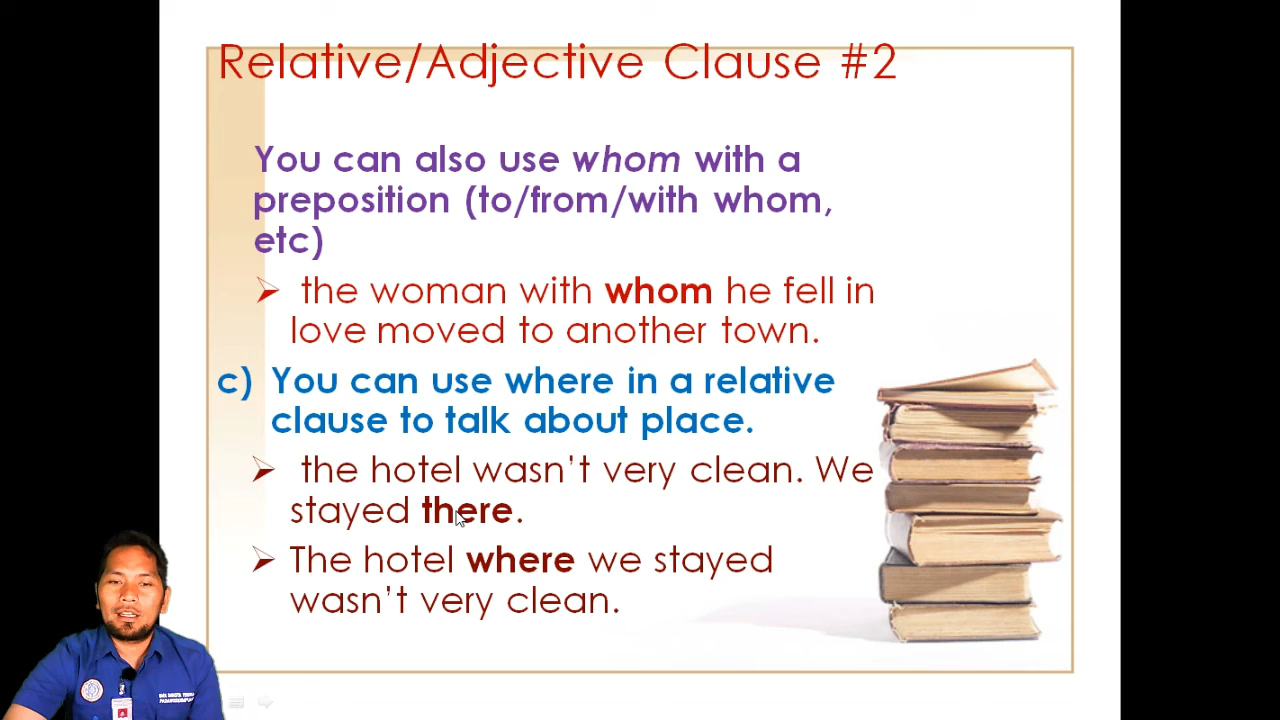 Relative/Adjective Clause #2
You can also use whom with a
preposition (to/from/with whom,
etc)
the woman with whom he fell in
love moved to another town.
c) You can use where in a relative
clause to talk about place.
the hotel wasn't very clean. We
stayed there.
The hotel where we stayed
wasn't very clean.